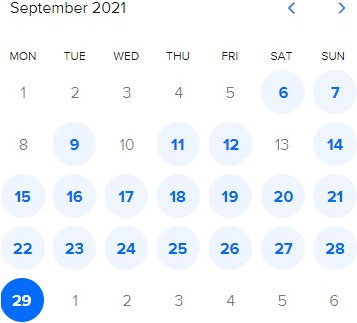 September 2021
MON TUE WED THU FRI SAT SUN
1 2 3 4 5 6 7
8 9 10 11 12 13 14
15 16 17 18 19 20 21
22 23 24 25 26 27 28
29 1 2 3 4 5 6